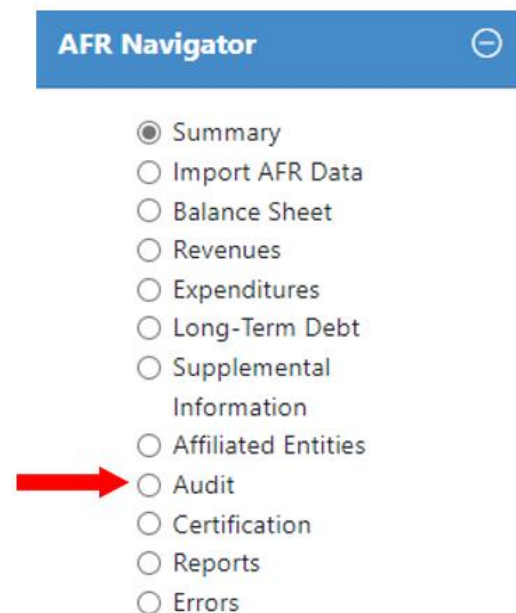 AFR Navigator
Summary
Import AFR Data
Balance Sheet
Revenues
Expenditures
Long-Term Debt
Supplemental
Information
Affiliated Entities
Audit
Certification
Reports
Errors